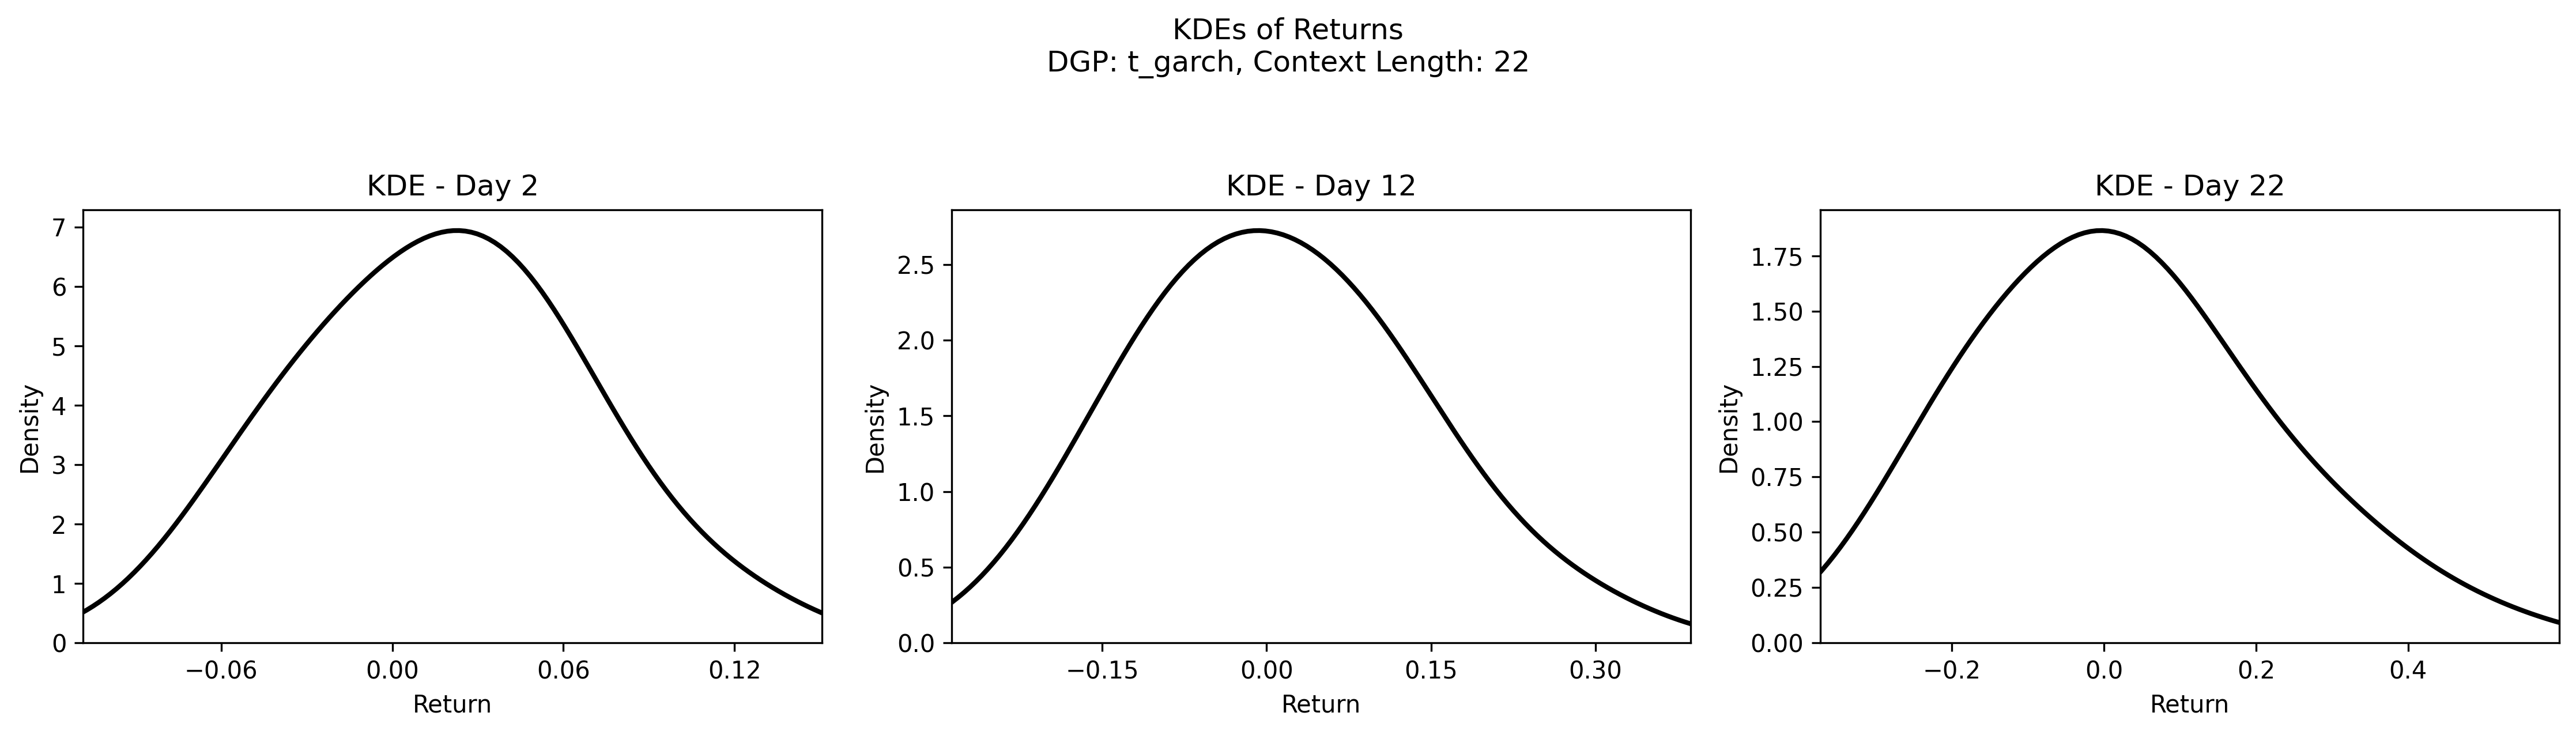 KDEs of Returns
DGP: t_garch, Context Length: 22
KDE - Day 2
7
6
5
4
3
2
1
0
Density
−0.06 0.00 0.06 0.12
Return
KDE - Day 12
2.5
2.0
1.5
1.0
0.5
0.0
Density
−0.15 0.00 0.15 0.30
Return
KDE - Day 22
1.75
1.50
1.25
1.00
0.75
0.50
0.25
0.00
Density
−0.2 0.0 0.2 0.4
Return